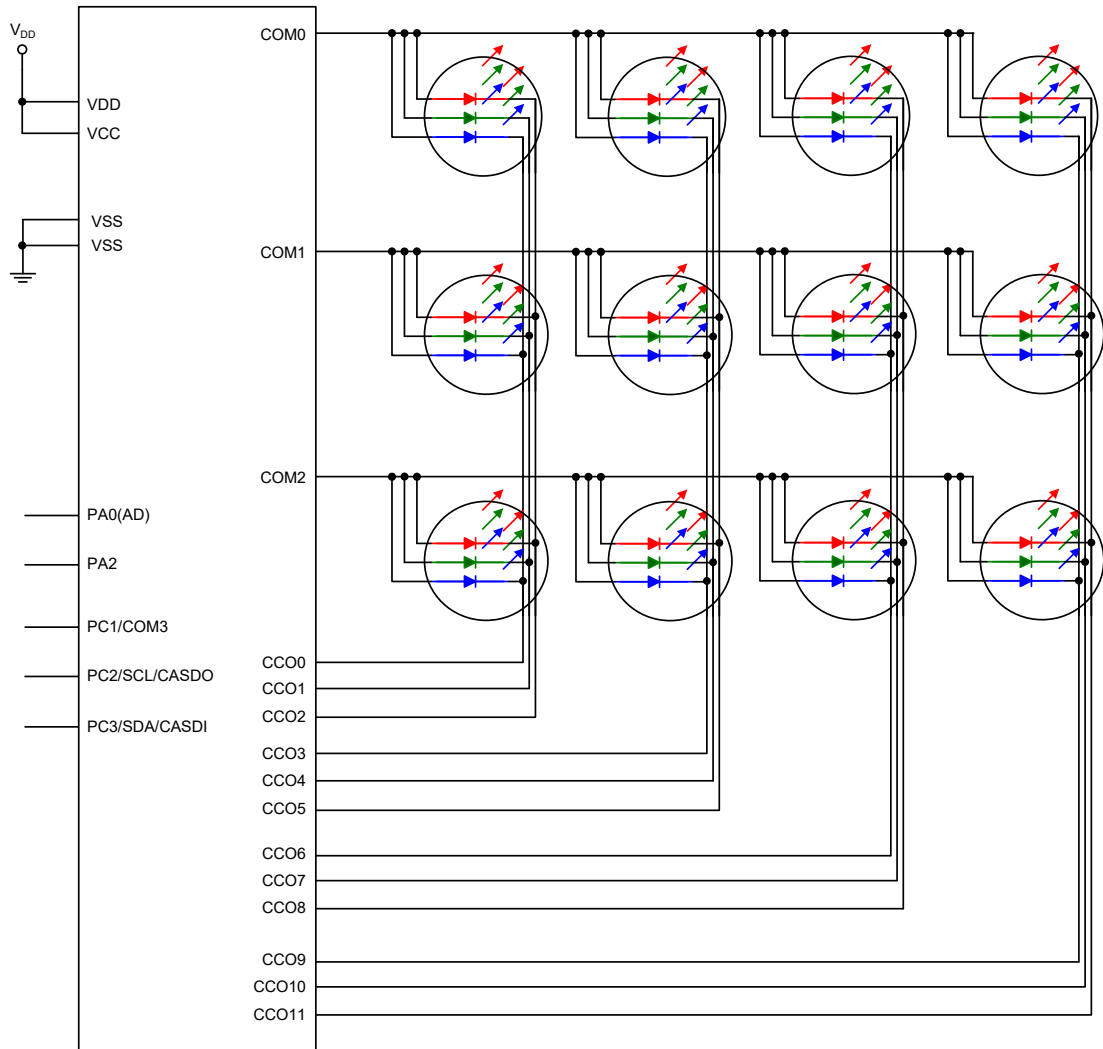 VDD
VDD
VCC
VSS
VSS
PA0(AD)
PA2
PC1/COM3
PC2/SCL/CASDO
PC3/SDA/CASDI
COM0
COM1
COM2
CCO0
CCO1
CCO2
CCO3
CCO4
CCO5
CCO6
CCO7
CCO8
CCO9
CCO10
CCO11